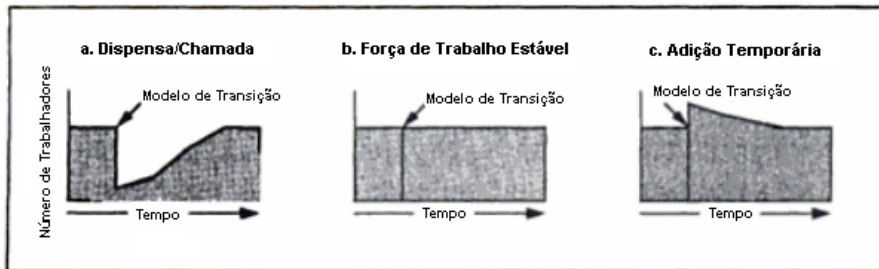 a. Dispensa/Chamada
b. Força de Trabalho Estável
c. Adição Temporária
Número de Trabalhadores
Modelo de Transição
Modelo de Transição
Modelo de Transição
Tempo
Tempo
Tempo